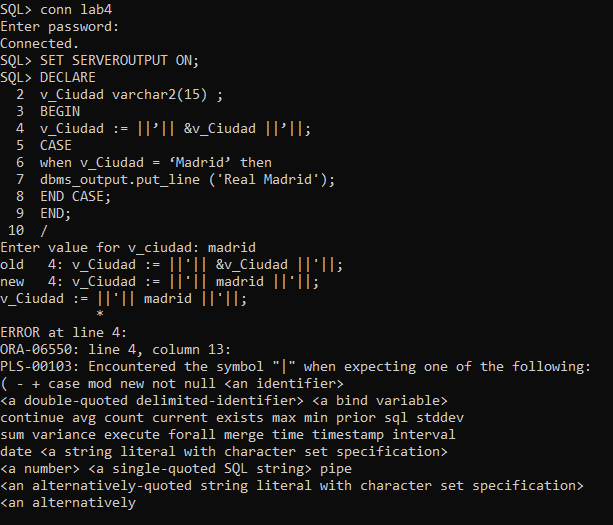 SQL> conn lab4
Enter password:
Connected.
SQL> SET SERVEROUTPUT ON;
SQL> DECLARE
2 v_Ciudad varchar2(15) ;
3 BEGIN
4 v_Ciudad := ||’|| &v_Ciudad ||’||;
5 CASE
6 when v_Ciudad = ‘Madrid’ then
7 dbms_output.put_line ('Real Madrid');
8 END CASE;
9 END;
10 /
Enter value for v_ciudad: madrid
old 4: v_Ciudad := ||'|| &v_Ciudad ||'||;
new 4: v_Ciudad := ||'|| madrid ||'||;
v_Ciudad := ||'|| madrid ||'||;
*
ERROR at line 4:
ORA-06550: line 4, column 13:
PLS-00103: Encountered the symbol "|" when expecting one of the following:
( - + case mod new not null <an identifier>
<a double-quoted delimited-identifier> <a bind variable>
continue avg count current exists max min prior sql stddev
sum variance execute forall merge time timestamp interval
date <a string literal with character set specification>
<a number> <a single-quoted SQL string> pipe
<an alternatively-quoted string literal with character set specification>
<an alternatively